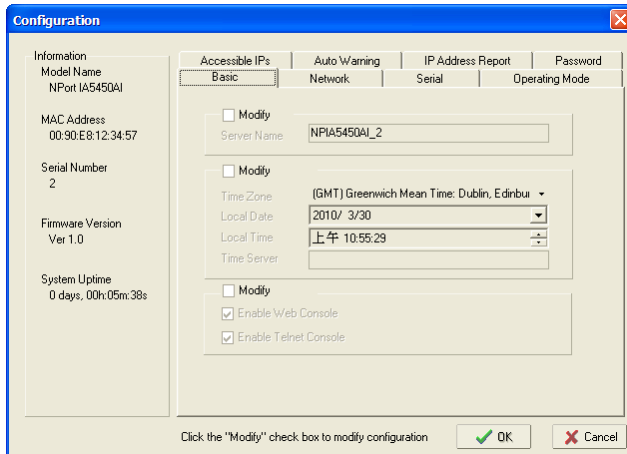 Configuration
Information
Model Name
NPort IA5450AI
MAC Address
00:90:E8:12:34:57
Serial Number
2
Firmware Version
Ver 1.0
System Uptime
0 days, 00h:05m:38s
Accessible IPs
Auto Warning
IP Address Report
Password
Basic
Network
Serial
Operating Mode
Modify
Server Name
NPIA5450AI_2
Modify
Time Zone
(GMT) Greenwich Mean Time: Dublin, Edinbu
Local Date
2010/ 3/30
Local Time
上午 10:55:29
Time Server
Modify
Enable Web Console
Enable Telnet Console
Click the "Modify" check box to modify configuration
OK
Cancel